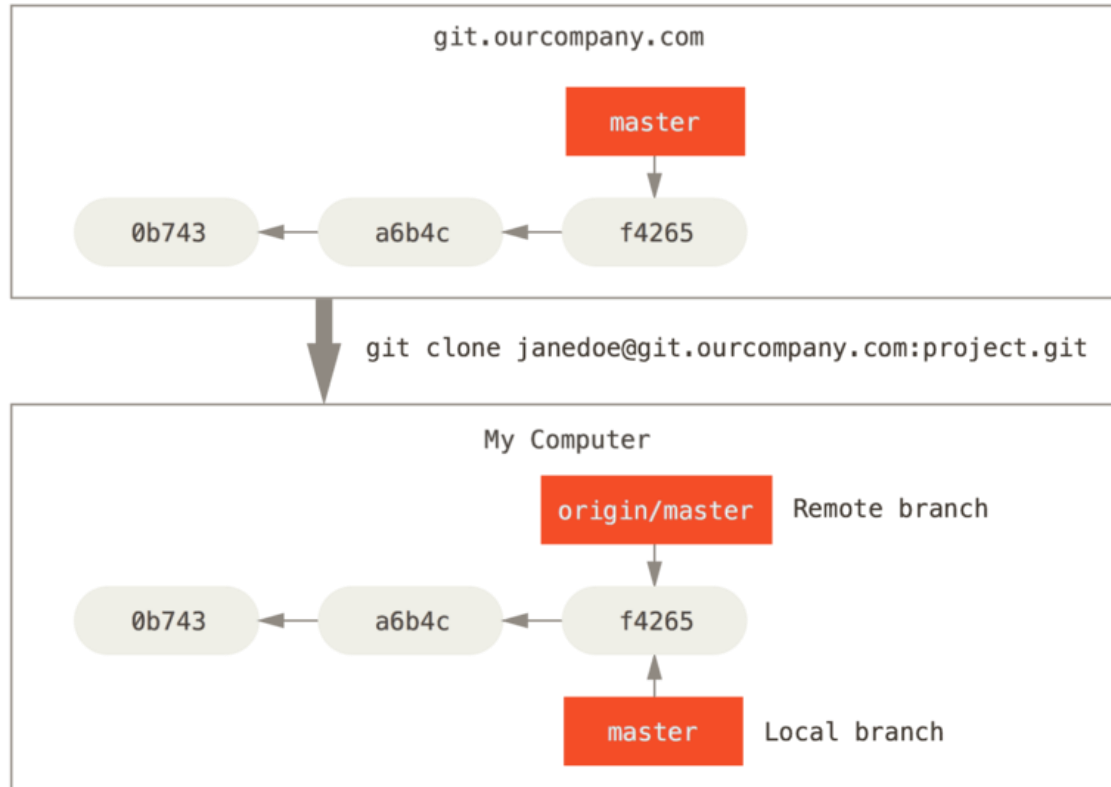 git.ourcompany.com
master
0b743 a6b4c f4265
git clone janedoe@git.ourcompany.com:project.git
My Computer
origin/master Remote branch
0b743 a6b4c f4265
master Local branch